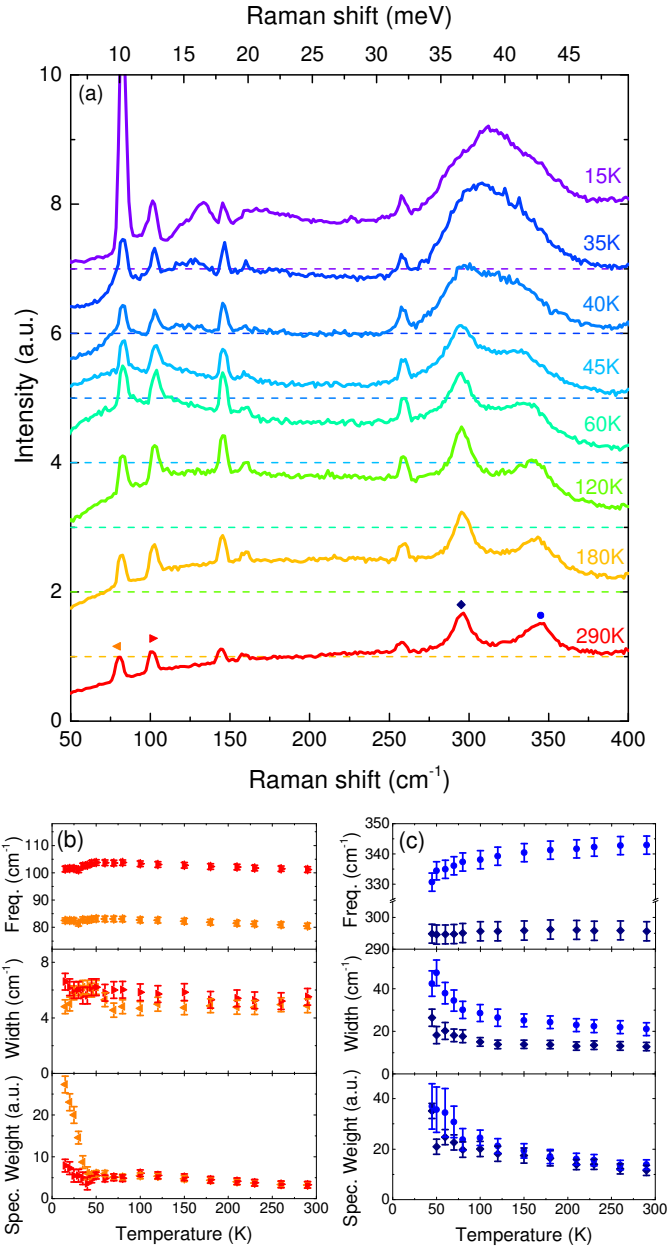 Raman shift (meV)
10 15 20 25 30 35 40 45
10
(a)
15K
8
35K
6
40K
45K
4
60K
120K
2
180K
290K
0
Intensity (a.u.)
50 100 150 200 250 300 350 400
Raman shift (cm⁻¹)
(b)
Freq. (cm⁻¹)
110
100
90
80
Width (cm⁻¹)
8
4
0
Spec. Weight (a.u.)
20
10
0
0 50 100 150 200 250 300
Temperature (K)
(c)
Freq. (cm⁻¹)
350
340
330
295
290
Width (cm⁻¹)
40
20
0
Spec. Weight (a.u.)
40
20
0
0 50 100 150 200 250 300
Temperature (K)